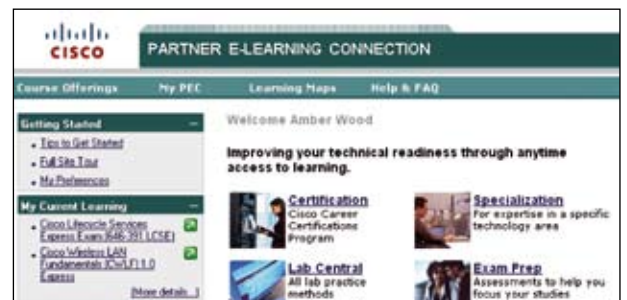 CISCO
PARTNER E-LEARNING CONNECTION
Course Offerings My PEC Learning Maps Help & FAQ
Getting Started
Tips to Get Started
Full Site Tour
My Preferences
My Current Learning
Cisco Lifecycle Services
Express Exam (646-391 LCSE)
Cisco Wireless LAN
Fundamentals (CWLF) 1.0
Express
[More details...]
Welcome Amber Wood
Improving your technical readiness through anytime
access to learning.
Certification
Cisco Career
Certifications
Program
Specialization
For expertise in a specific
technology area
Lab Central
All lab practice
methods
Exam Prep
Assessments to help you
focus your studies